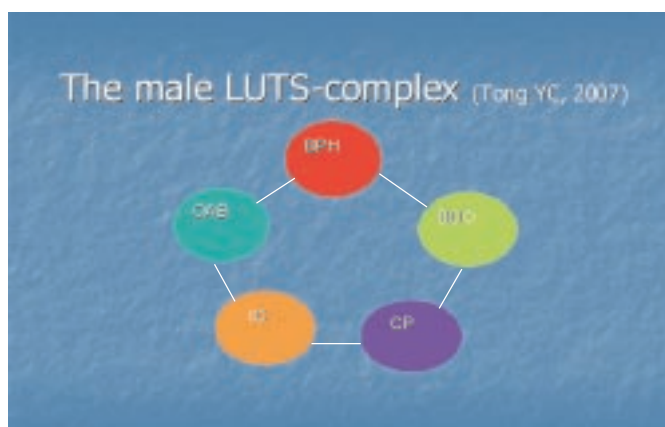 The male LUTS-complex (Tong YC, 2007)
BPH
OAB
CP